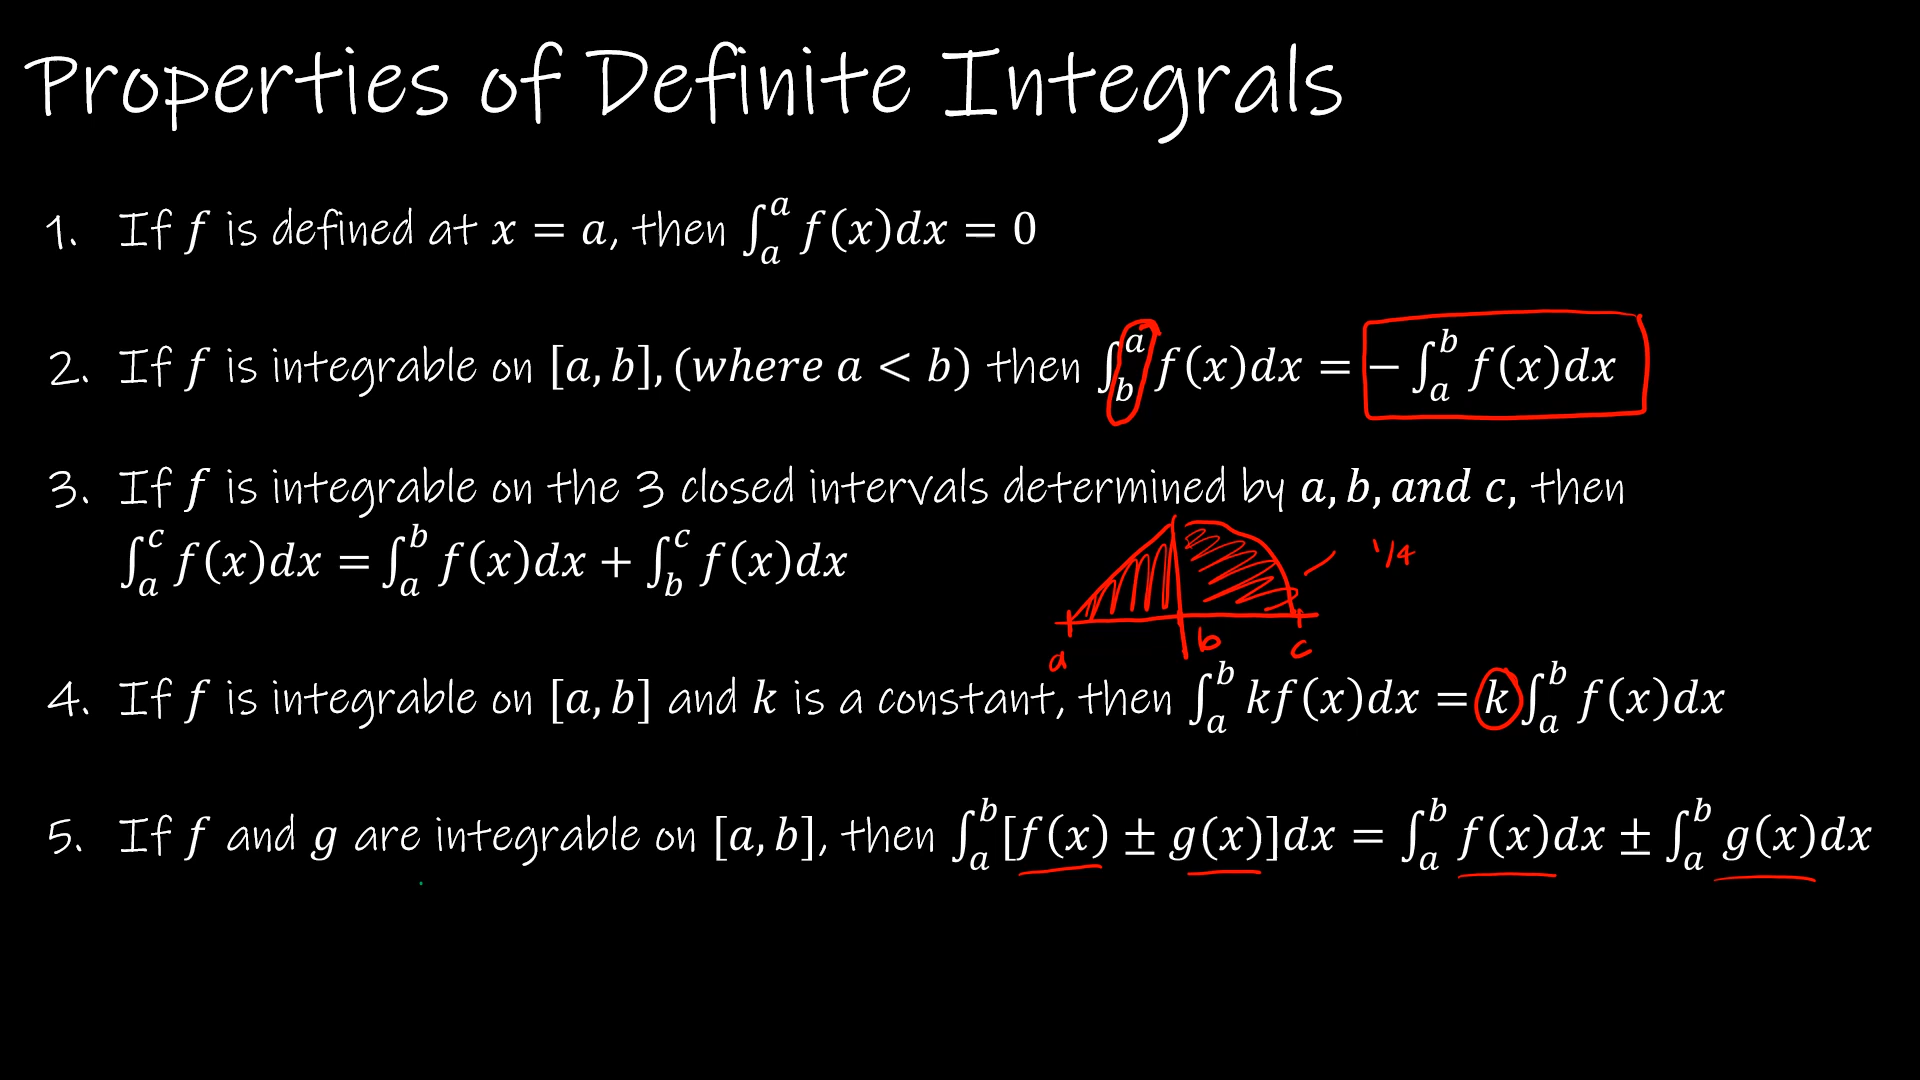 Properties of Definite Integrals
1. If f is defined at x = a, then ∫ₐᵃ f(x)dx = 0
2. If f is integrable on [a, b], (where a < b) then ∫_b^a f(x)dx = − ∫_a^b f(x)dx
3. If f is integrable on the 3 closed intervals determined by a, b, and c, then
∫_a^c f(x)dx = ∫_a^b f(x)dx + ∫_b^c f(x)dx
1/4
a b c
4. If f is integrable on [a, b] and k is a constant, then ∫_a^b kf(x)dx = k ∫_a^b f(x)dx
5. If f and g are integrable on [a, b], then ∫_a^b [f(x) ± g(x)]dx = ∫_a^b f(x)dx ± ∫_a^b g(x)dx